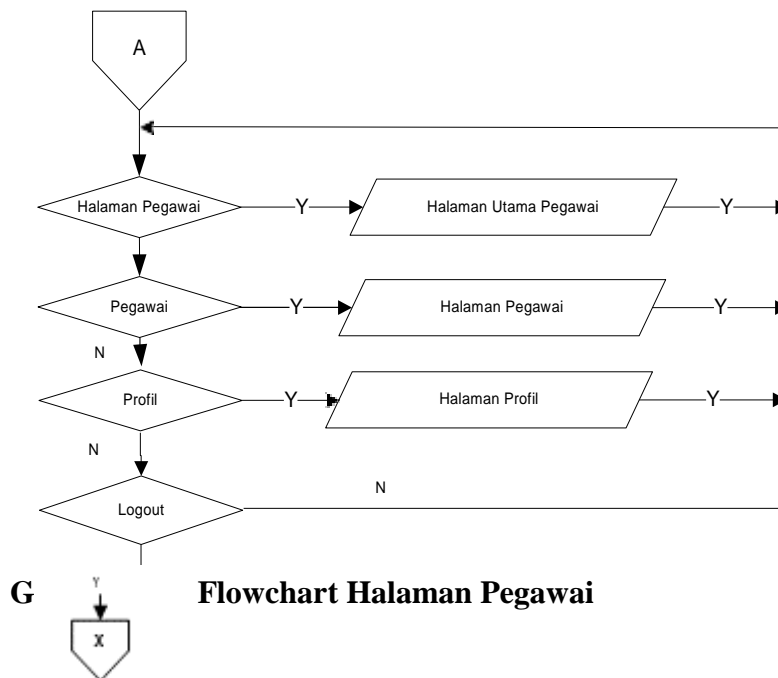 A
Halaman Pegawai Y Halaman Utama Pegawai Y
Pegawai Y Halaman Pegawai Y
N
Profil Y Halaman Profil Y
N
N
Logout
G Y Flowchart Halaman Pegawai
X